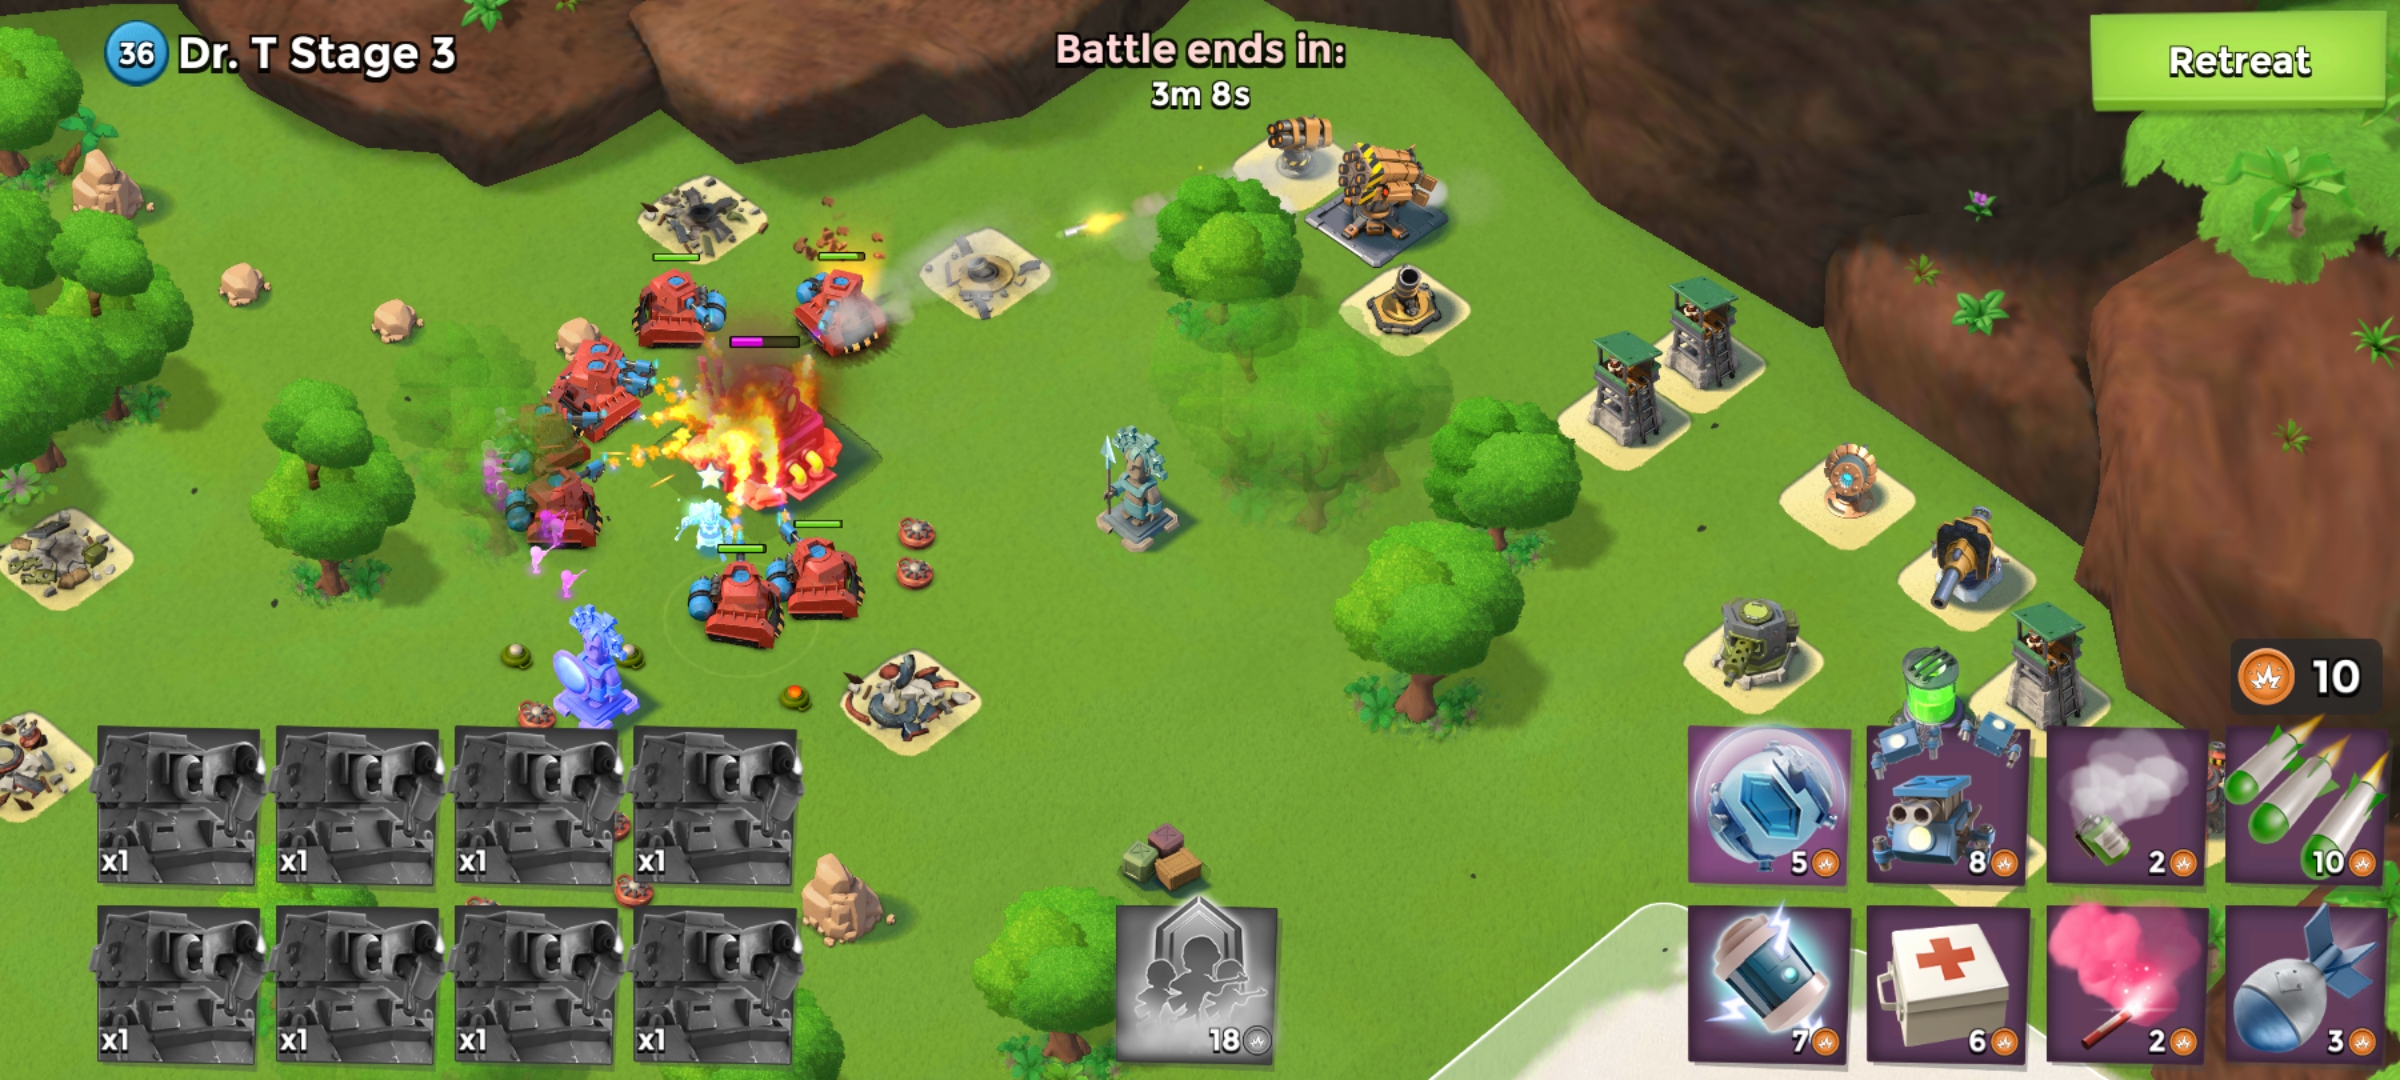 36 Dr. T Stage 3
Battle ends in:
3m 8s
Retreat
10
x1 x1 x1 x1
5 8 2 10
x1 x1 x1 x1
18
7 6 2 3